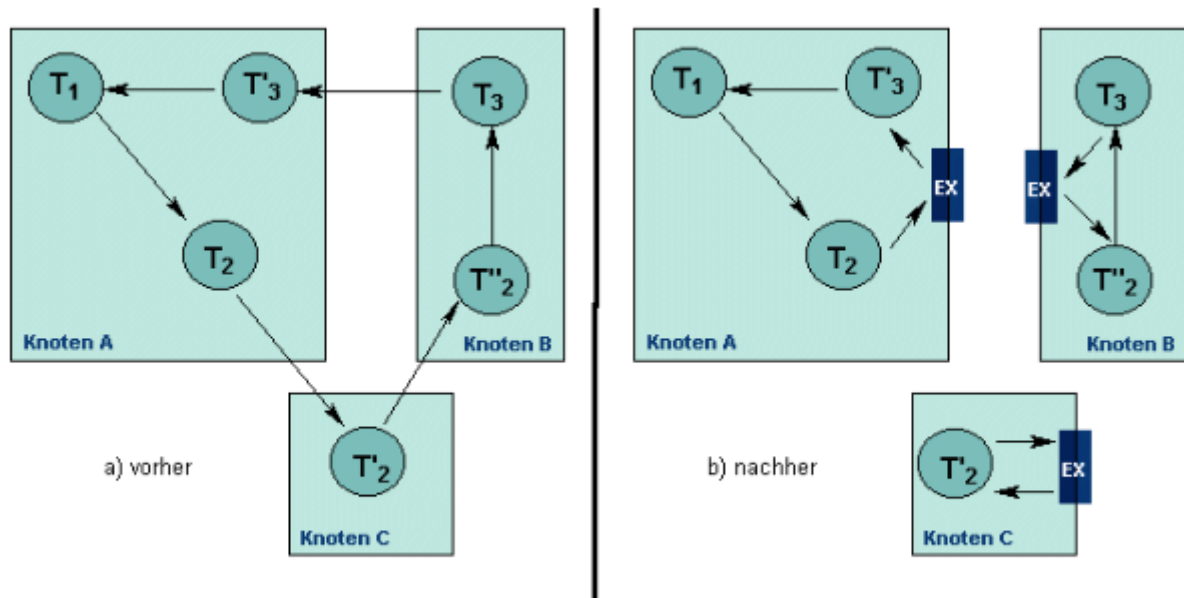 T1
T'3
T3
T2
T''2
Knoten A
Knoten B
T'2
a) vorher
Knoten C
T1
T'3
T3
EX
EX
T2
T''2
Knoten A
Knoten B
T'2
EX
b) nachher
Knoten C